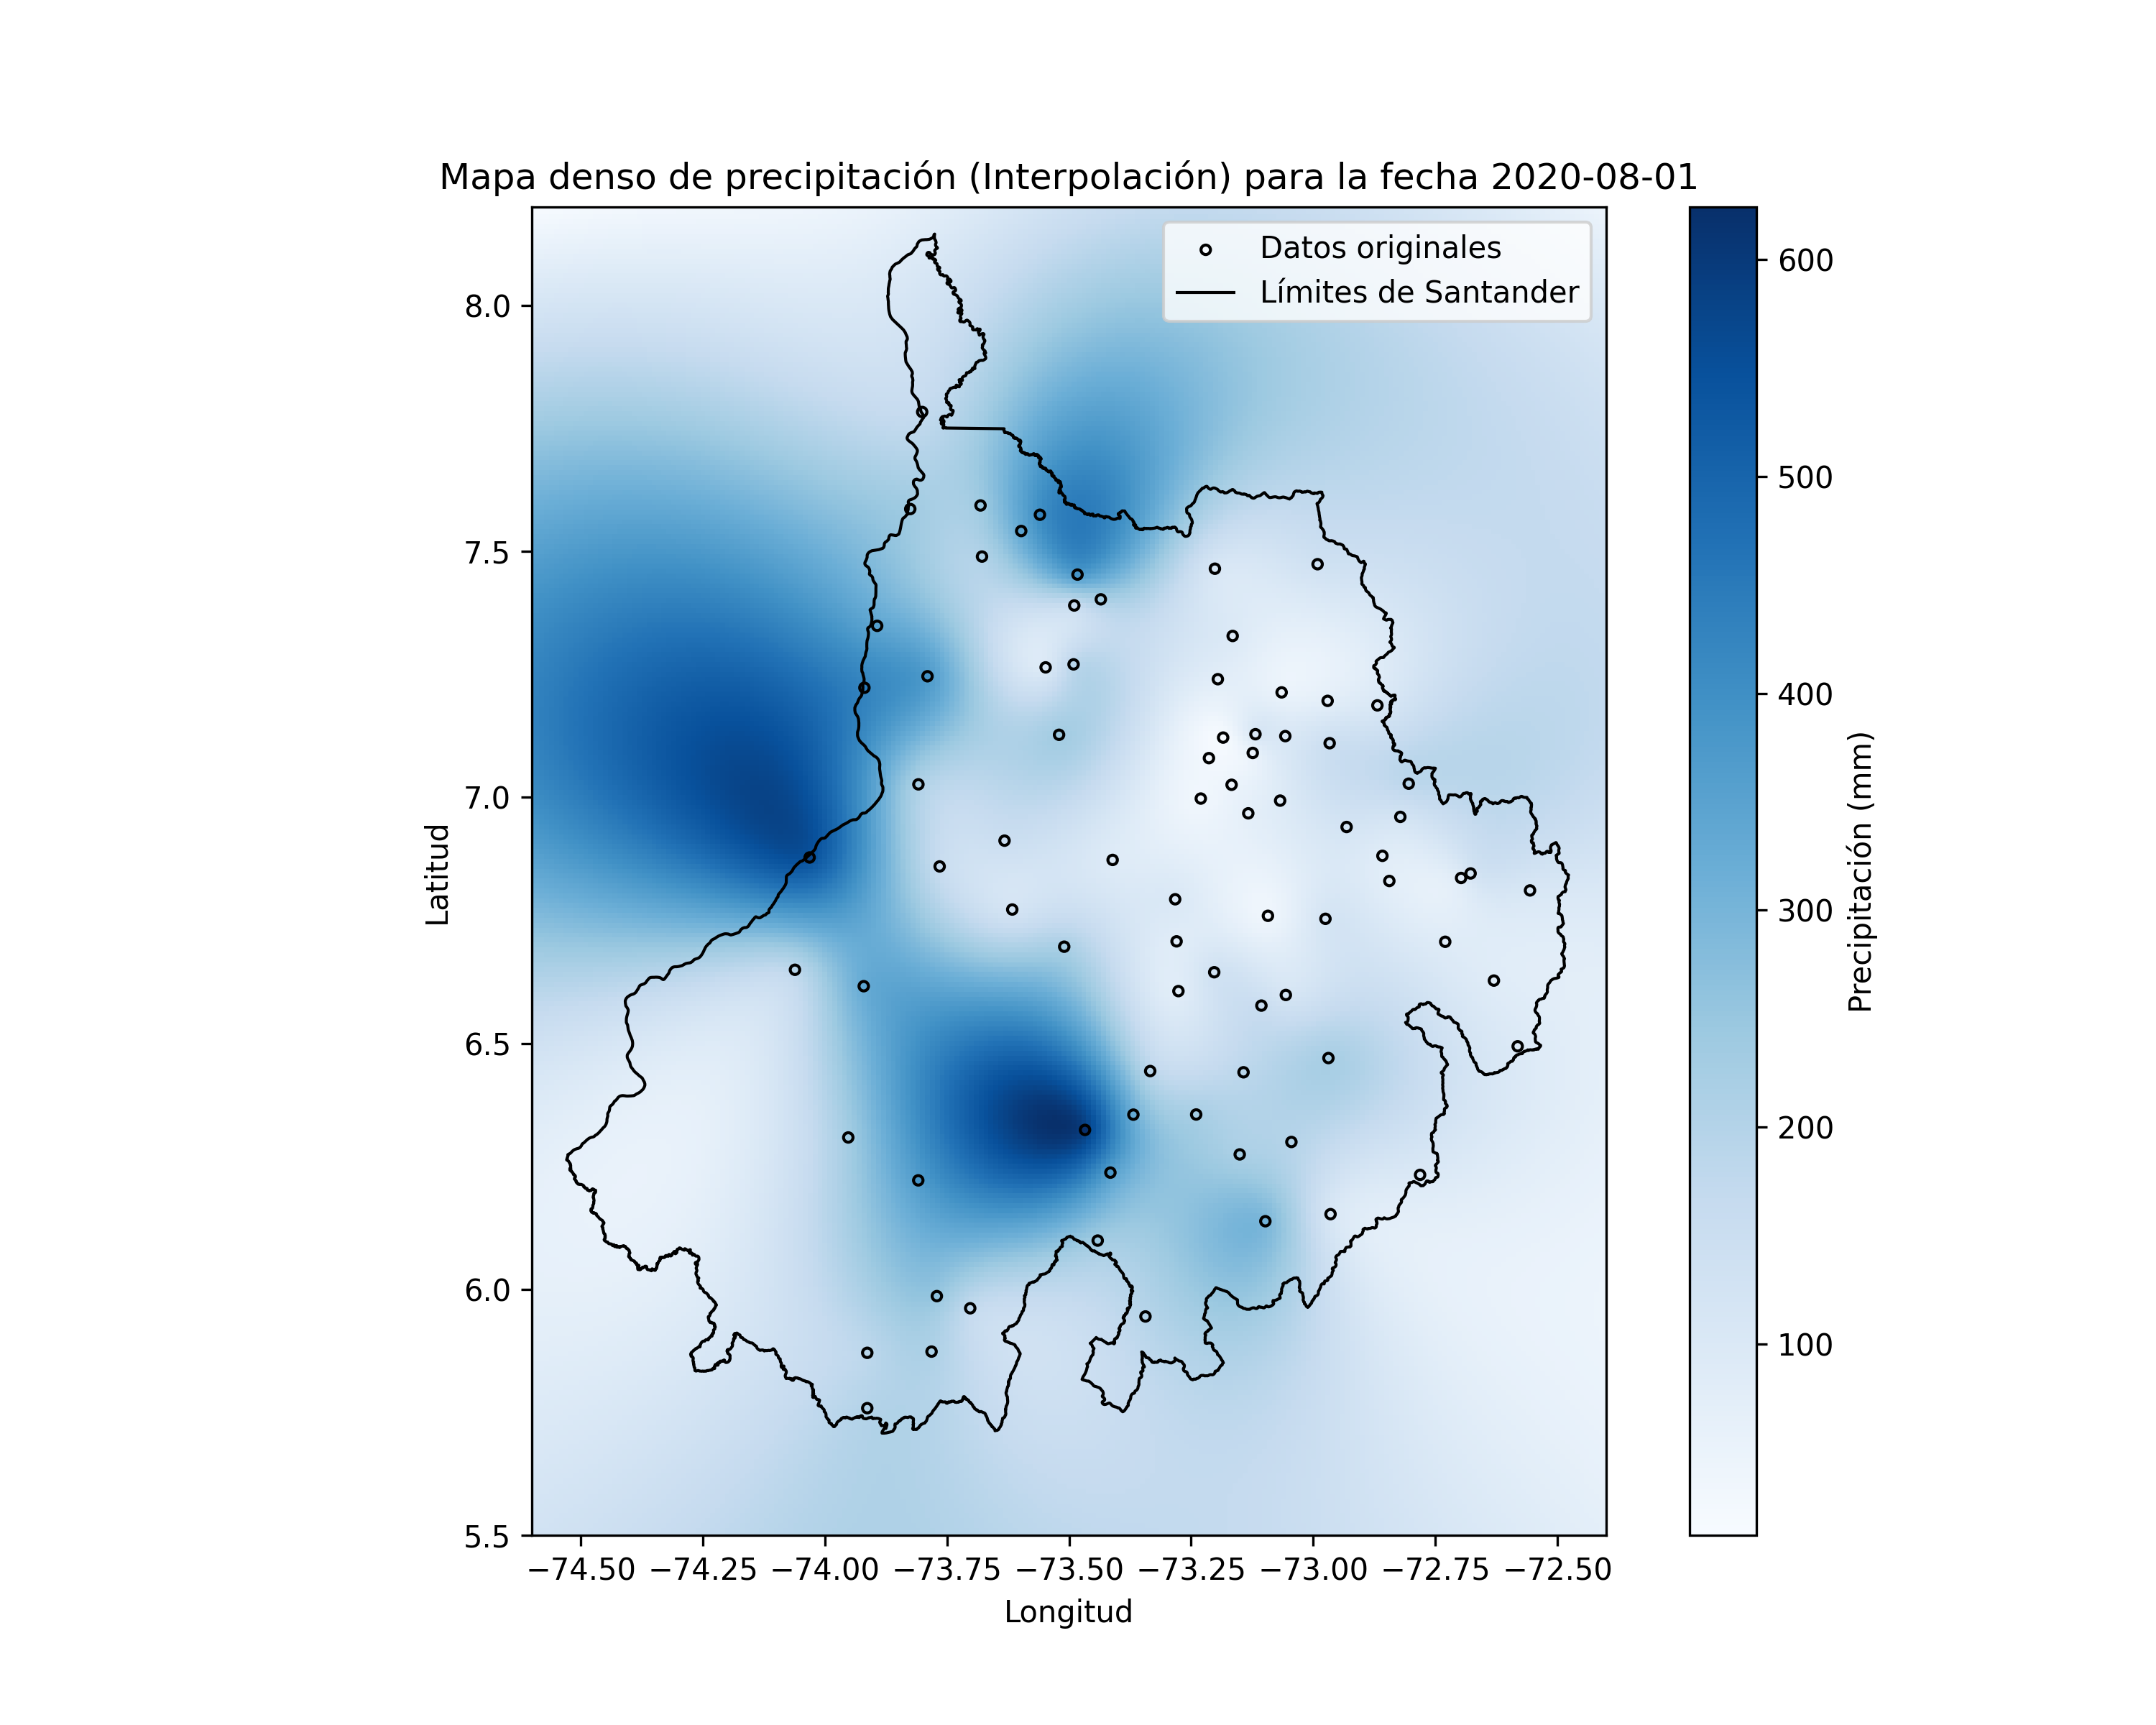 Mapa denso de precipitación (Interpolación) para la fecha 2020-08-01
Datos originales
Límites de Santander
8.0
7.5
7.0
6.5
6.0
5.5
Latitud
−74.50 −74.25 −74.00 −73.75 −73.50 −73.25 −73.00 −72.75 −72.50
Longitud
600
500
400
300
200
100
Precipitación (mm)